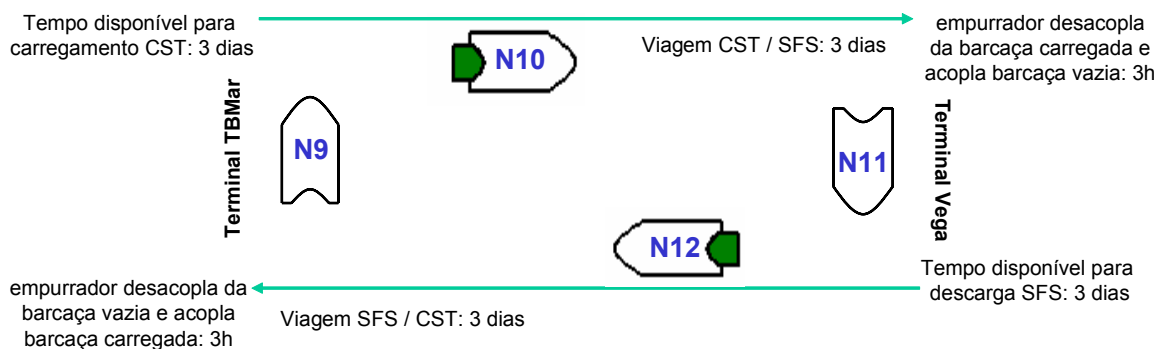 Tempo disponível para
carregamento CST: 3 dias
Viagem CST / SFS: 3 dias
empurrador desacopla
da barcaça carregada e
acopla barcaça vazia: 3h
N10
Terminal TBMar
N9
N11
Terminal Vega
N12
Tempo disponível para
descarga SFS: 3 dias
empurrador desacopla da
barcaça vazia e acopla
barcaça carregada: 3h
Viagem SFS / CST: 3 dias